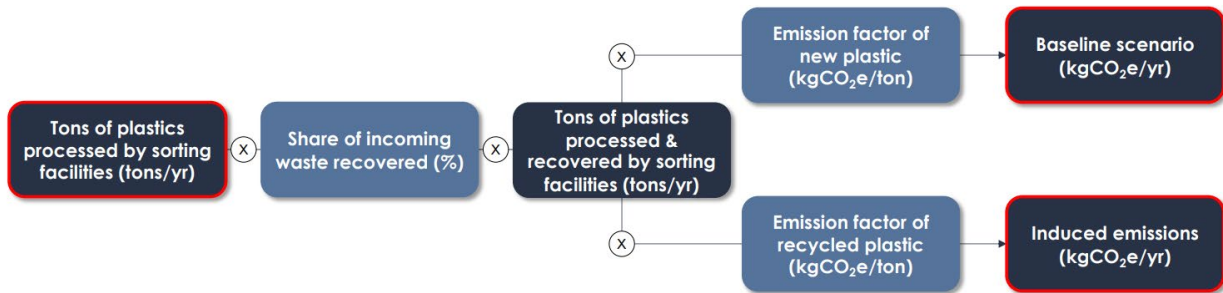 Tons of plastics
processed by sorting
facilities (tons/yr)
X
Share of incoming
waste recovered (%)
X
Tons of plastics
processed &
recovered by sorting
facilities (tons/yr)
X
Emission factor of
new plastic
(kgCO₂e/ton)
Baseline scenario
(kgCO₂e/yr)
X
Emission factor of
recycled plastic
(kgCO₂e/ton)
Induced emissions
(kgCO₂e/yr)